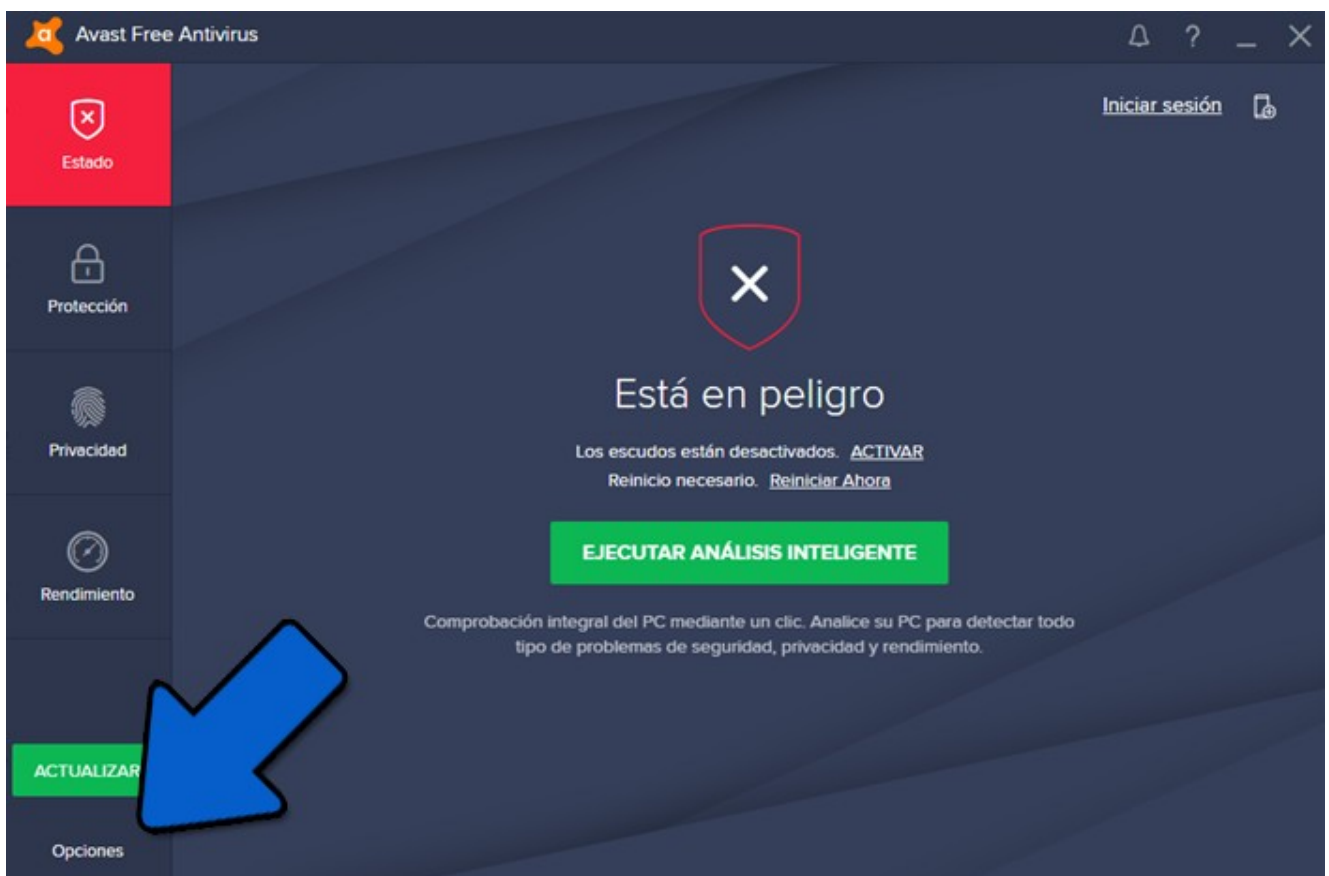 Avast Free Antivirus
?
Iniciar sesión
Estado
Protección
Privacidad
Rendimiento
ACTUALIZAR
Opciones
Está en peligro
Los escudos están desactivados. ACTIVAR
Reinicio necesario. Reiniciar Ahora
EJECUTAR ANÁLISIS INTELIGENTE
Comprobación integral del PC mediante un clic. Analice su PC para detectar todo
tipo de problemas de seguridad, privacidad y rendimiento.